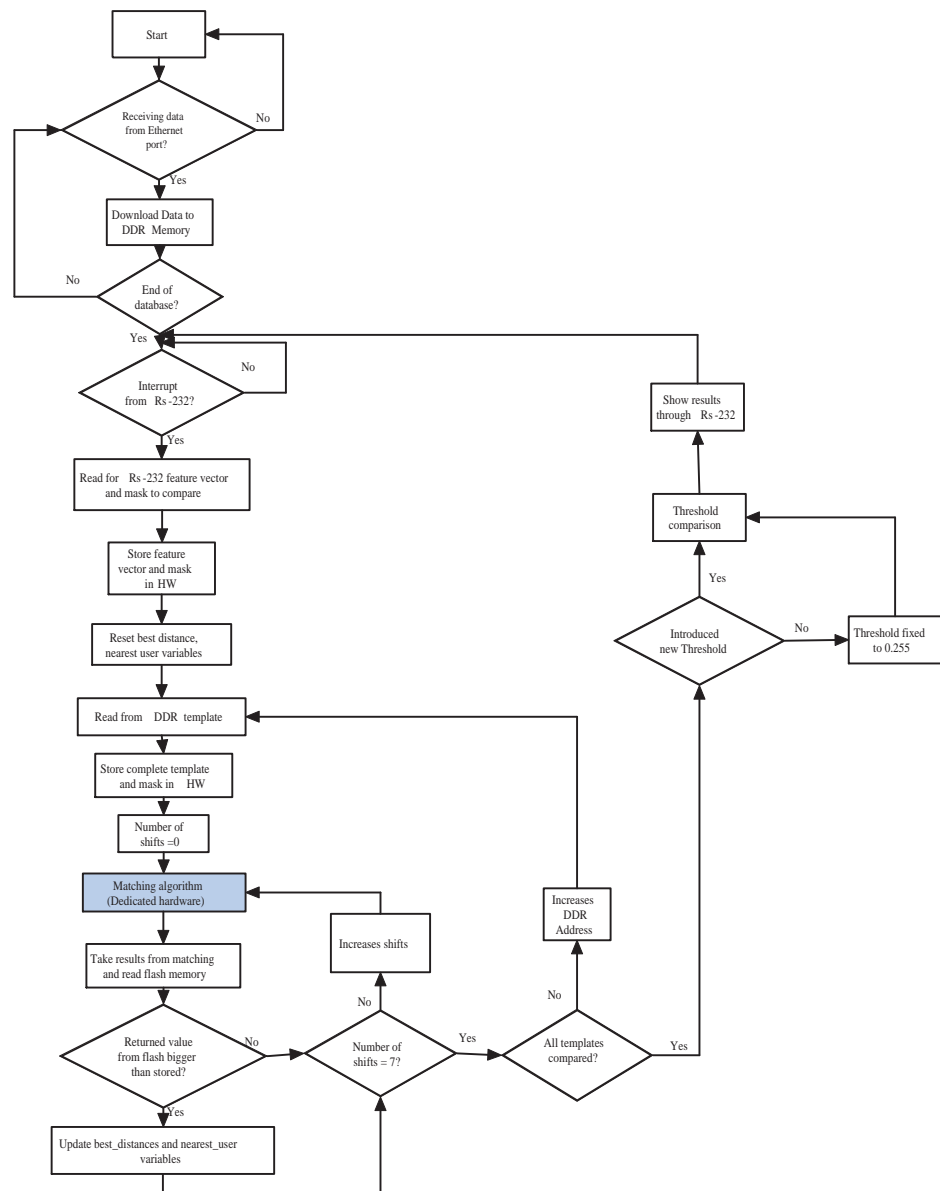 Start
Receiving data
from Ethernet
port?
No
Yes
Download Data to
DDR Memory
No
End of
database?
Yes
No
Interrupt
from Rs-232?
Yes
Read for Rs-232 feature vector
and mask to compare
Store feature
vector and mask
in HW
Reset best distance,
nearest user variables
Read from DDR template
Store complete template
and mask in HW
Number of
shifts =0
Matching algorithm
(Dedicated hardware)
Take results from matching
and read flash memory
Returned value
from flash bigger
than stored?
No
Yes
Update best_distances and nearest_user
variables
Increases shifts
No
Number of
shifts = 7?
Yes
Increases
DDR
Address
No
All templates
compared?
Yes
Show results
through Rs-232
Threshold
comparison
Yes
Introduced
new Threshold
No
Threshold fixed
to 0.255